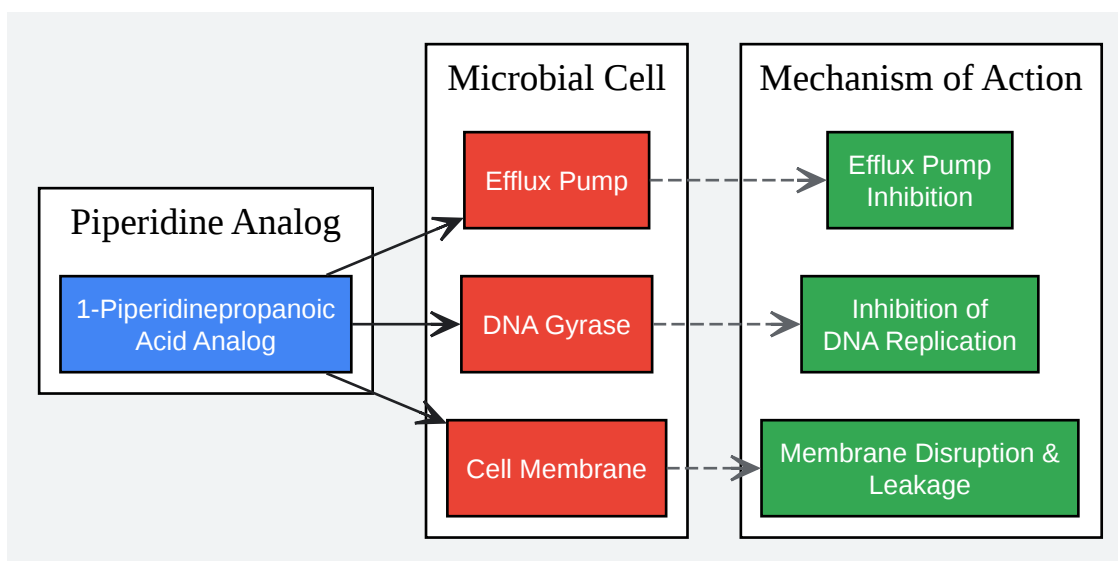 Piperidine Analog
1-Piperidinepropanoic
Acid Analog
Microbial Cell
Efflux Pump
DNA Gyrase
Cell Membrane
Mechanism of Action
Efflux Pump
Inhibition
Inhibition of
DNA Replication
Membrane Disruption &
Leakage